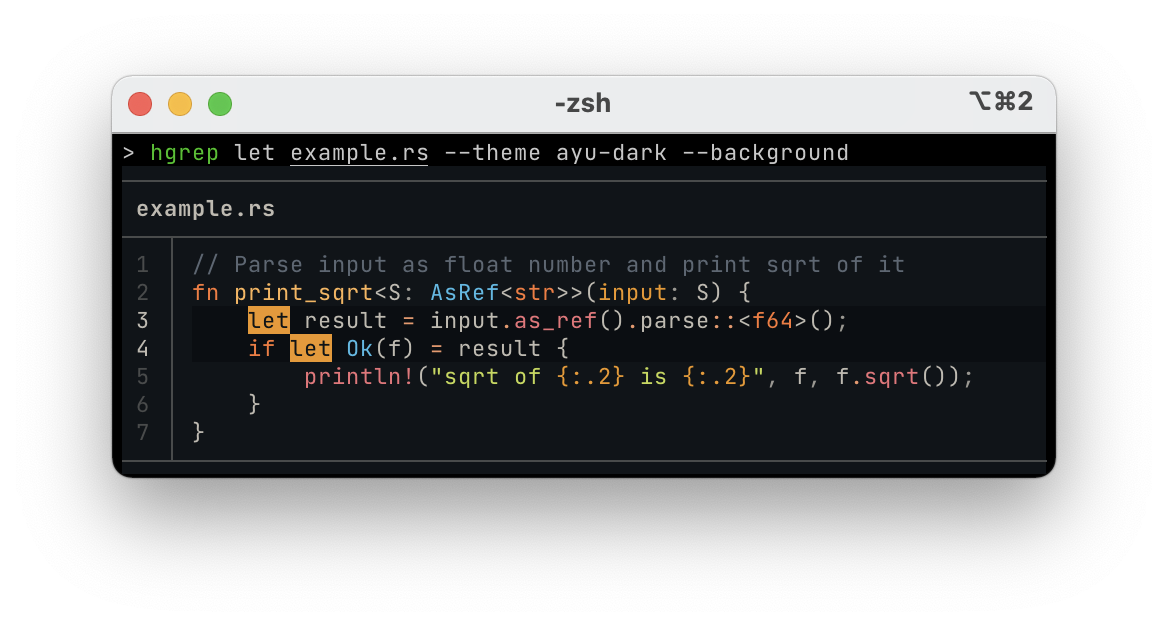 -zsh ⌥⌘2
> hgrep let example.rs --theme ayu-dark --background
example.rs
1 // Parse input as float number and print sqrt of it
2 fn print_sqrt<S: AsRef<str>>(input: S) {
3     let result = input.as_ref().parse::<f64>();
4     if let Ok(f) = result {
5         println!("sqrt of {:.2} is {:.2}", f, f.sqrt());
6     }
7 }